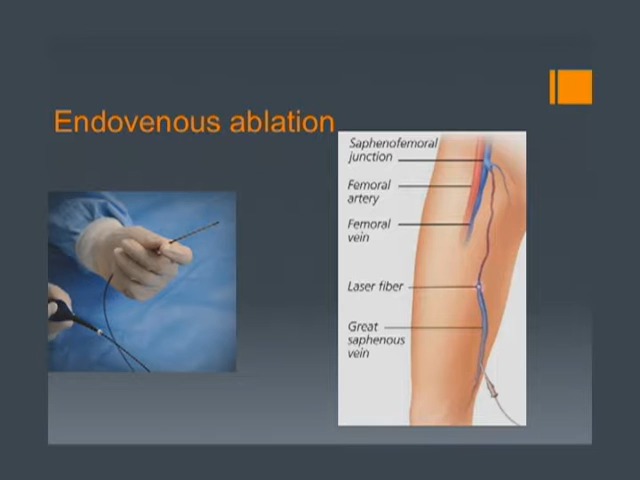 Endovenous ablation
Saphenofemoral
junction
Femoral
artery
Femoral
vein
Laser fiber
Great
saphenous
vein